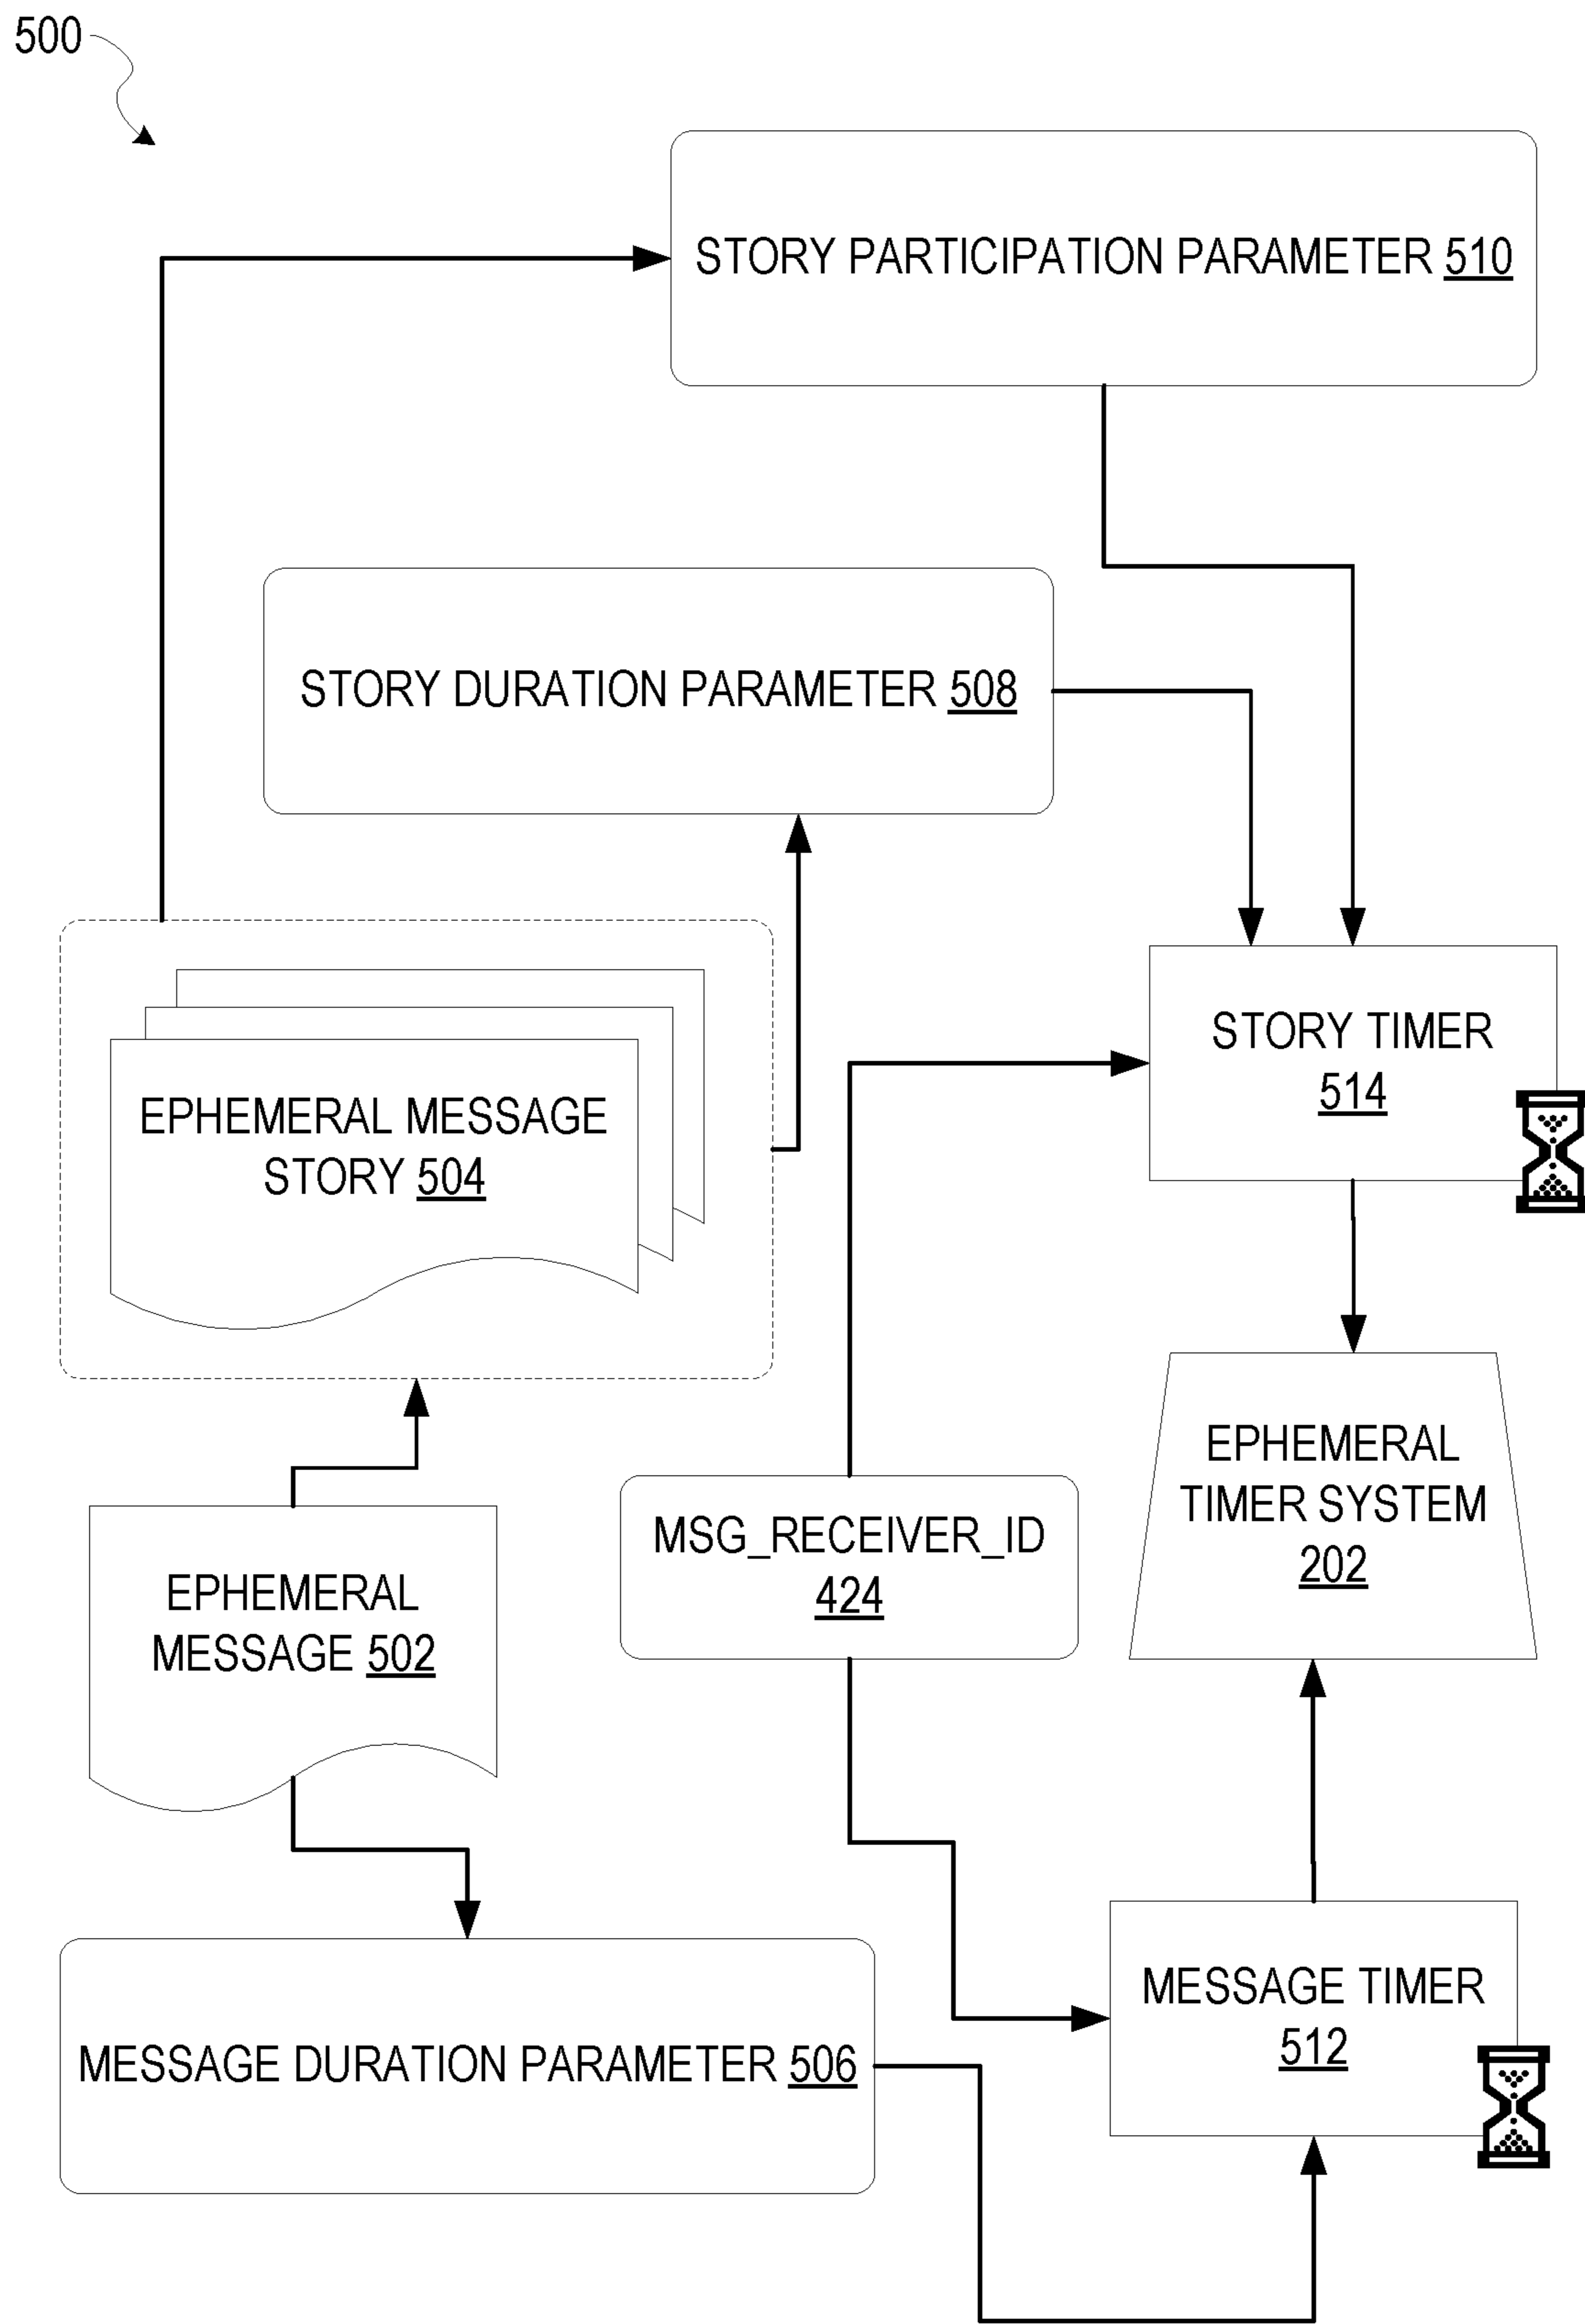 500
STORY PARTICIPATION PARAMETER 510
STORY DURATION PARAMETER 508
STORY TIMER
514
EPHEMERAL MESSAGE
STORY 504
EPHEMERAL
TIMER SYSTEM
202
MSG_RECEIVER_ID
424
EPHEMERAL
MESSAGE 502
MESSAGE TIMER
512
MESSAGE DURATION PARAMETER 506